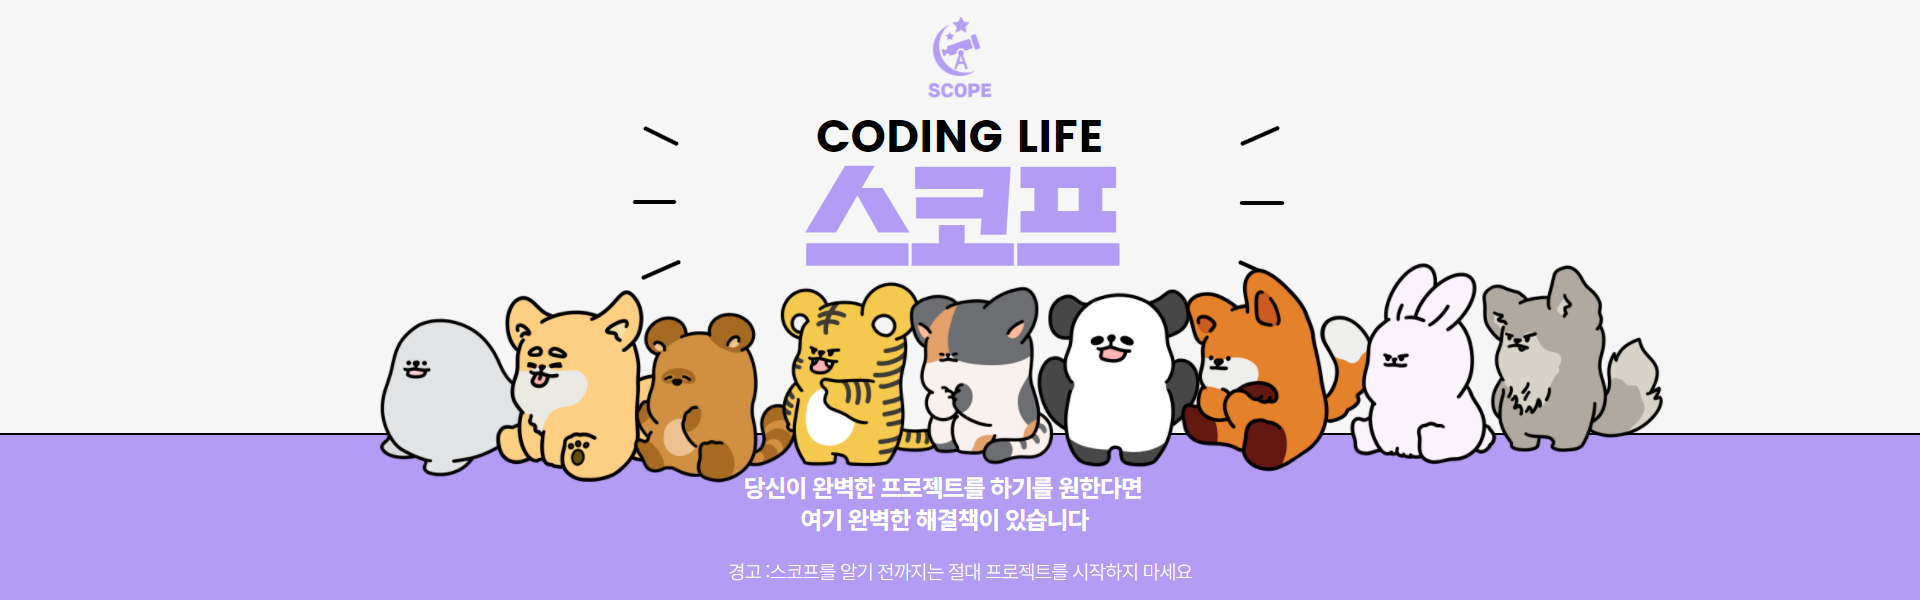 SCOPE
CODING LIFE
스코프
당신이 완벽한 프로젝트를 하기를 원한다면
여기 완벽한 해결책이 있습니다
경고 :스코프를 알기 전까지는 절대 프로젝트를 시작하지 마세요